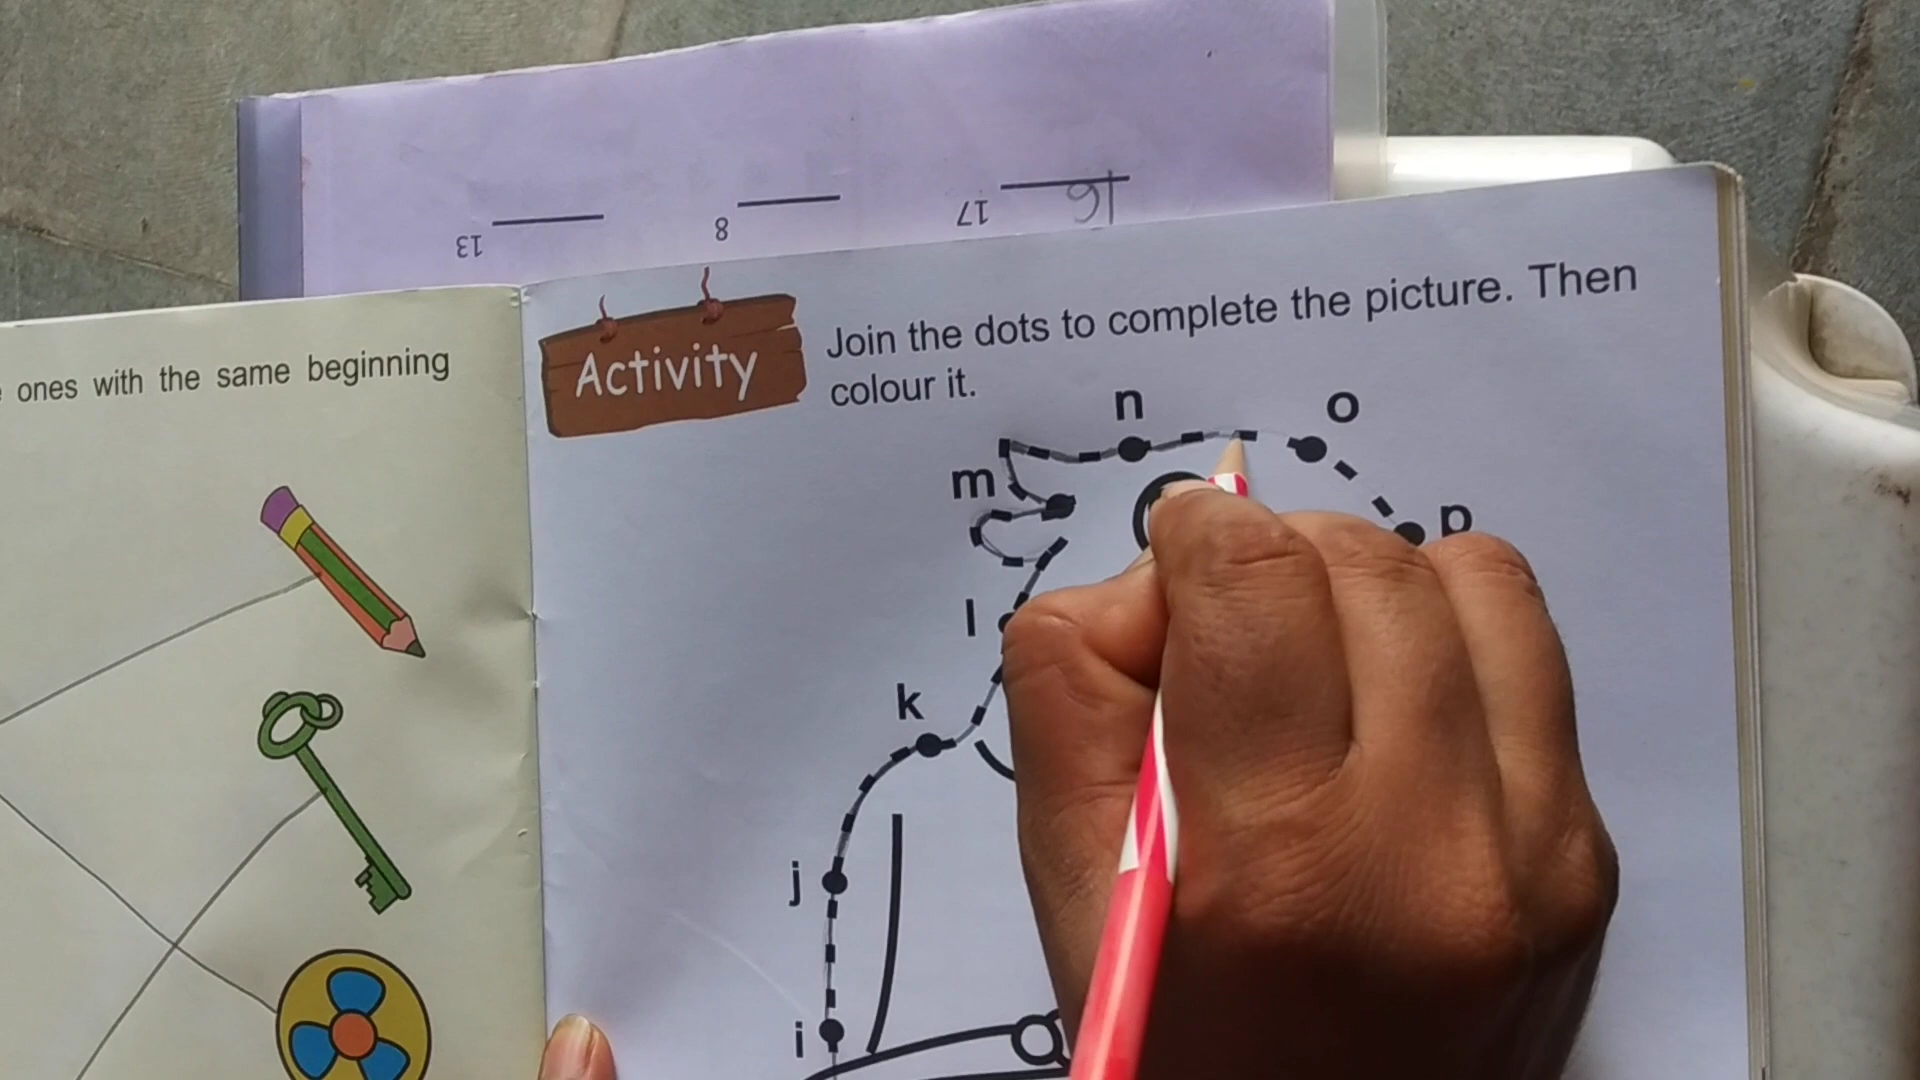 13
8
17
16
ones with the same beginning
Activity
Join the dots to complete the picture. Then
colour it.
n
o
m
p
l
k
j
i